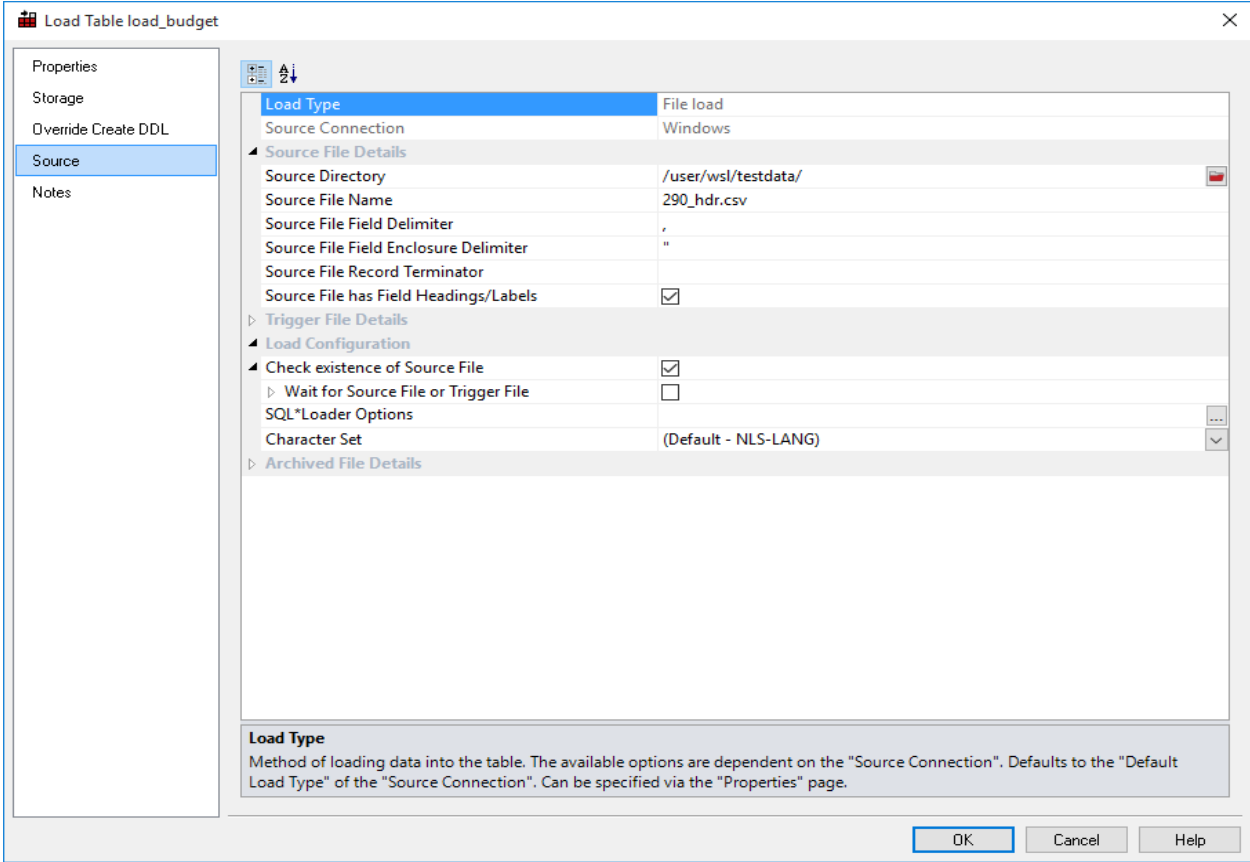 Load Table load_budget
Properties
Storage
Override Create DDL
Source
Notes
Load Type File load
Source Connection Windows
Source File Details
Source Directory /user/wsl/testdata/
Source File Name 290_hdr.csv
Source File Field Delimiter ,
Source File Field Enclosure Delimiter "
Source File Record Terminator
Source File has Field Headings/Labels
Trigger File Details
Load Configuration
Check existence of Source File
Wait for Source File or Trigger File
SQL*Loader Options ...
Character Set (Default - NLS-LANG)
Archived File Details
Load Type
Method of loading data into the table. The available options are dependent on the "Source Connection". Defaults to the "Default
Load Type" of the "Source Connection". Can be specified via the "Properties" page.
OK Cancel Help